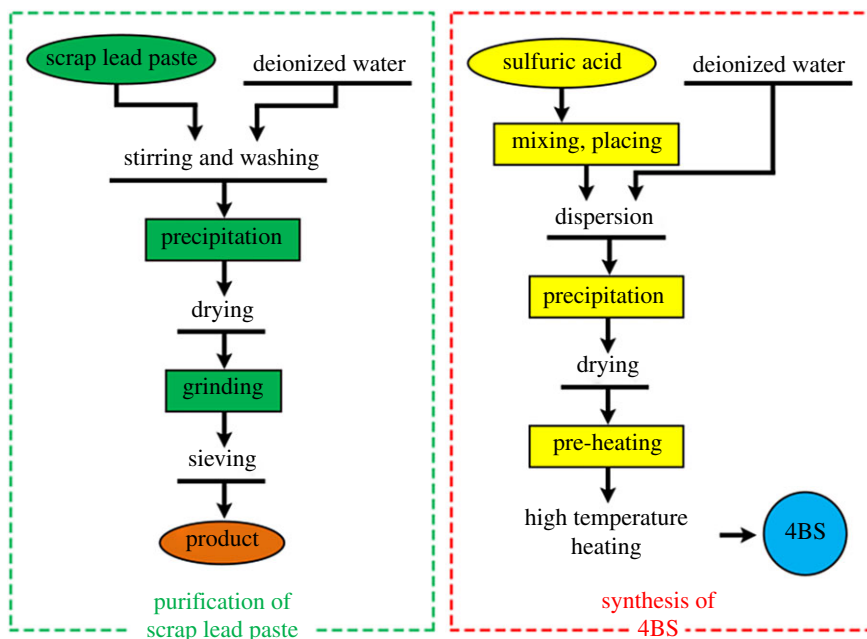 scrap lead paste
deionized water
stirring and washing
precipitation
drying
grinding
sieving
product
purification of
scrap lead paste
sulfuric acid
deionized water
mixing, placing
dispersion
precipitation
drying
pre-heating
high temperature
heating
4BS
synthesis of
4BS